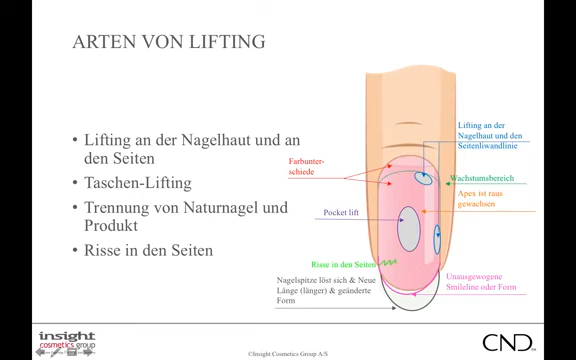 ARTEN VON LIFTING
• Lifting an der Nagelhaut und an
den Seiten
• Taschen-Lifting
• Trennung von Naturnagel und
Produkt
• Risse in den Seiten
Lifting an der
Nagelhaut und den
Seitenliwandlinie
Farbunter-
schiede
Wachstumsbereich
Apex ist raus
gewachsen
Pocket lift
Risse in den Seiten
Nagelspitze löst sich & Neue
Länge (länger) & geänderte
Form
Unausgewogene
Smileline oder Form
insight
cosmetics group
©Insight Cosmetics Group A/S
CND